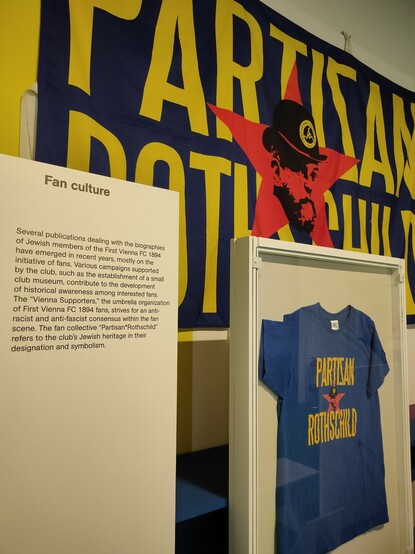 PARTISAN
ROTHSCHILD
Fan culture
Several publications dealing with the biographies
of Jewish members of the First Vienna FC 1894
have emerged in recent years, mostly on the
initiative of fans. Various campaigns supported
by the club, such as the establishment of a small
club museum, contribute to the development
of historical awareness among interested fans.
The “Vienna Supporters,” the umbrella organization
of First Vienna FC 1894 fans, strives for an anti-
racist and anti-fascist consensus within the fan
scene. The fan collective “Partisan*Rothschild”
refers to the club’s Jewish heritage in their
designation and symbolism.
PARTISAN
ROTHSCHILD